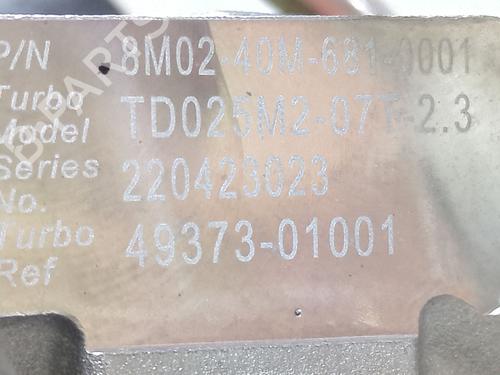 P/N 8M02-40M-681-0001
Turbo Model TD025M2-07T-2.3
Series No. 220423023
Turbo Ref 49373-01001